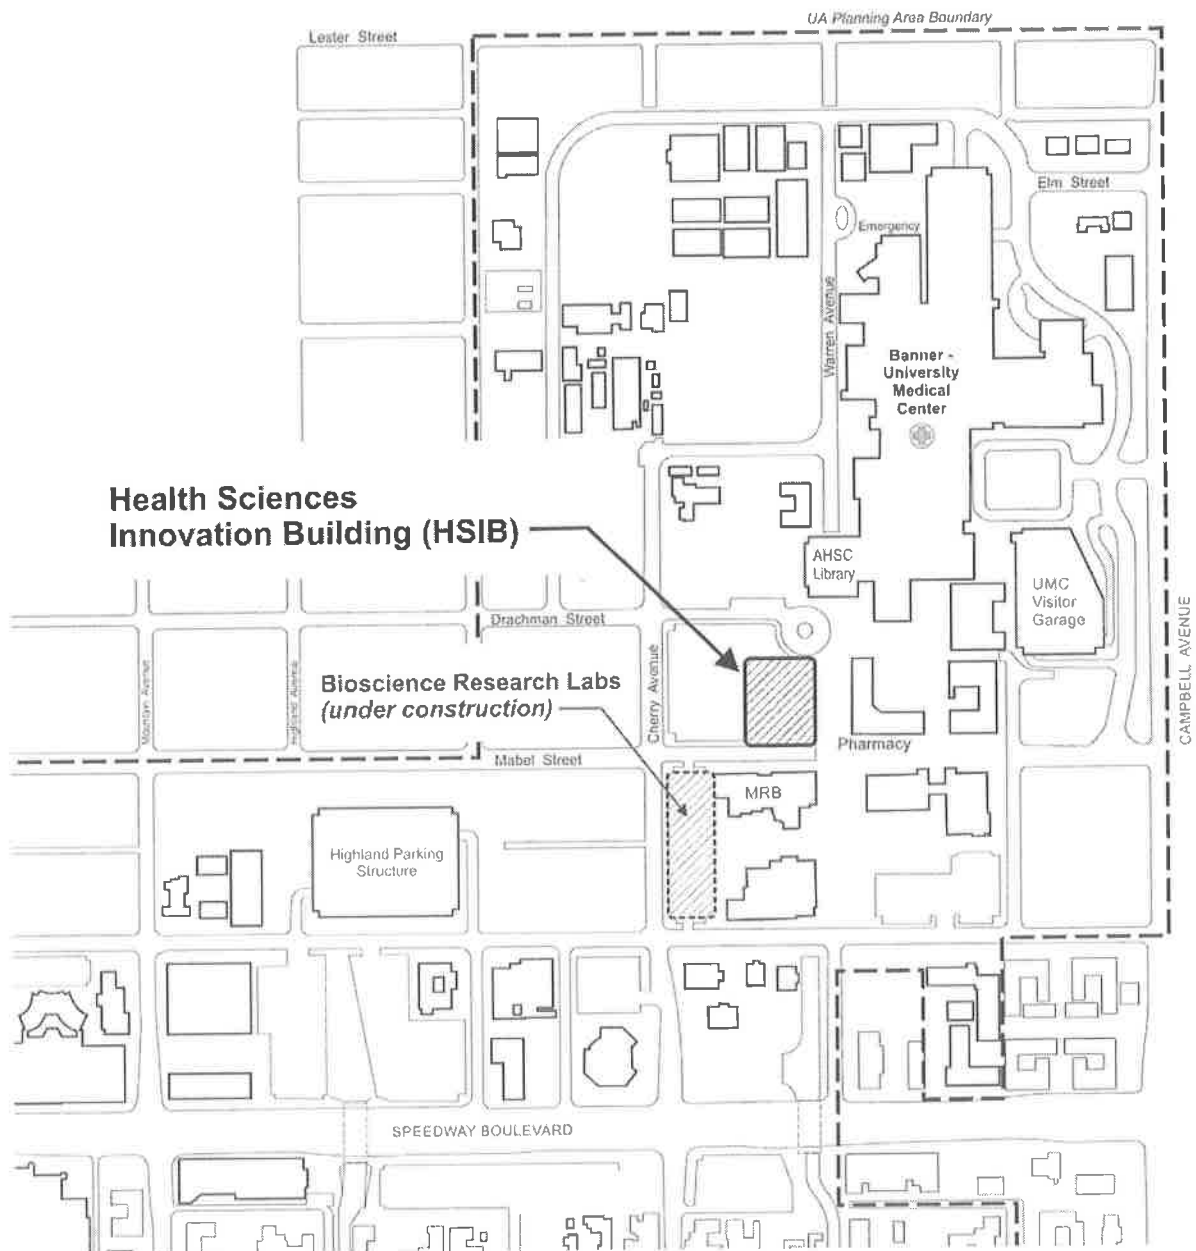 UA Planning Area Boundary
Lester Street
Elm Street
Emergency
Warren Avenue
Banner -
University
Medical
Center
Health Sciences
Innovation Building (HSIB)
AHSC
Library
UMC
Visitor
Garage
CAMPBELL AVENUE
Drachman Street
Mountain Avenue
Highland Avenue
Cherry Avenue
Bioscience Research Labs
(under construction)
Pharmacy
Mabel Street
MRB
Highland Parking
Structure
SPEEDWAY BOULEVARD